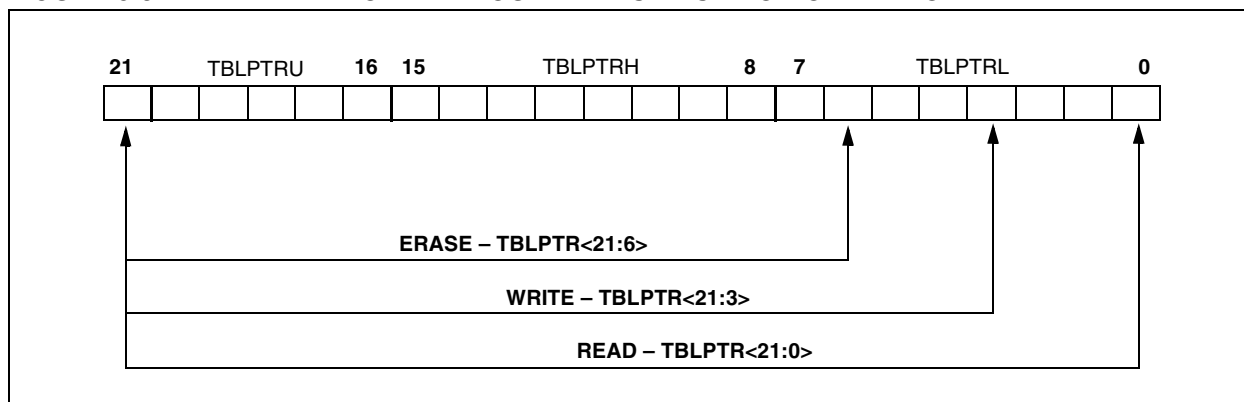 21 TBLPTRU 16 15 TBLPTRH 8 7 TBLPTRL 0
ERASE – TBLPTR<21:6>
WRITE – TBLPTR<21:3>
READ – TBLPTR<21:0>